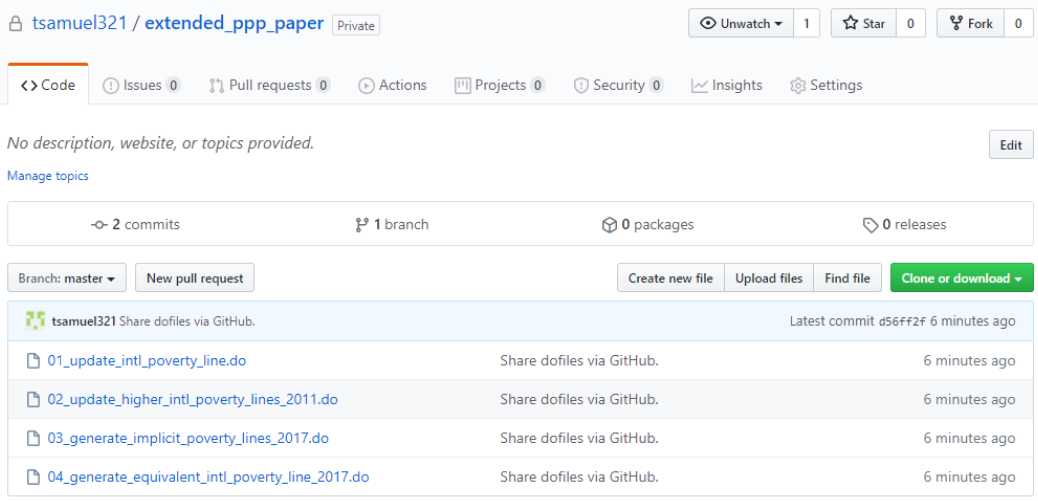 tsamuel321 / extended_ppp_paper Private Unwatch 1 Star 0 Fork 0
Code Issues 0 Pull requests 0 Actions Projects 0 Security 0 Insights Settings
No description, website, or topics provided. Edit
Manage topics
2 commits 1 branch 0 packages 0 releases
Branch: master New pull request Create new file Upload files Find file Clone or download
tsamuel321 Share dofiles via GitHub. Latest commit d56ff2f 6 minutes ago
01_update_intl_poverty_line.do Share dofiles via GitHub. 6 minutes ago
02_update_higher_intl_poverty_lines_2011.do Share dofiles via GitHub. 6 minutes ago
03_generate_implicit_poverty_lines_2017.do Share dofiles via GitHub. 6 minutes ago
04_generate_equivalent_intl_poverty_line_2017.do Share dofiles via GitHub. 6 minutes ago